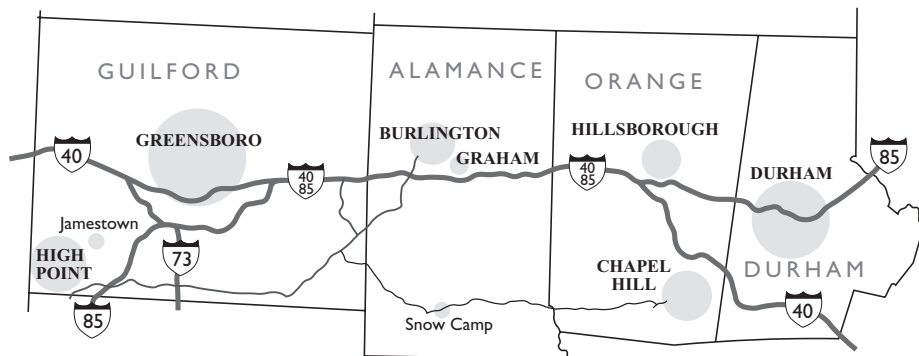 GUILFORD
ALAMANCE
ORANGE
GREENSBORO
BURLINGTON
GRAHAM
HILLSBOROUGH
DURHAM
40
40
85
40
85
85
Jamestown
HIGH
POINT
73
85
Snow Camp
CHAPEL
HILL
DURHAM
40